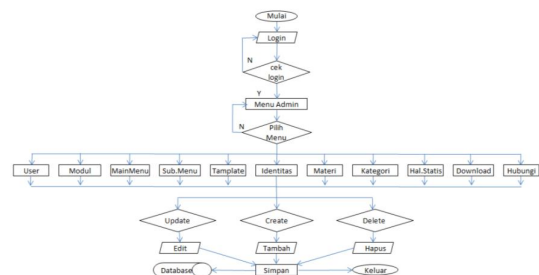 Mulai
Login
N
cek
login
Y
Menu Admin
N
Pilih
Menu
User Modul MainMenu Sub.Menu Tamplate Identitas Materi Kategori Hal.Statis Download Hubungi
Update Create Delete
Edit Tambah Hapus
Database Simpan Keluar